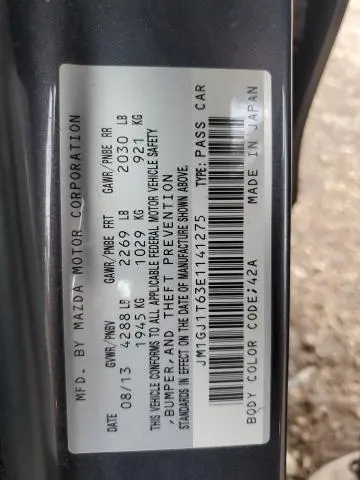 MFD. BY MAZDA MOTOR CORPORATION
DATE GVWR/PNBV GAWR/PNBE FRT GAWR/PNBE RR
08/13 4288 LB 2269 LB 2030 LB
1945 KG 1029 KG 921 KG
THIS VEHICLE CONFORMS TO ALL APPLICABLE FEDERAL MOTOR VEHICLE SAFETY
,BUMPER,AND THEFT PREVENTION
STANDARDS IN EFFECT ON THE DATE OF MANUFACTURE SHOWN ABOVE.
JM1GJ1T63E1141275 TYPE: PASS CAR
BODY COLOR CODE:42A MADE IN JAPAN